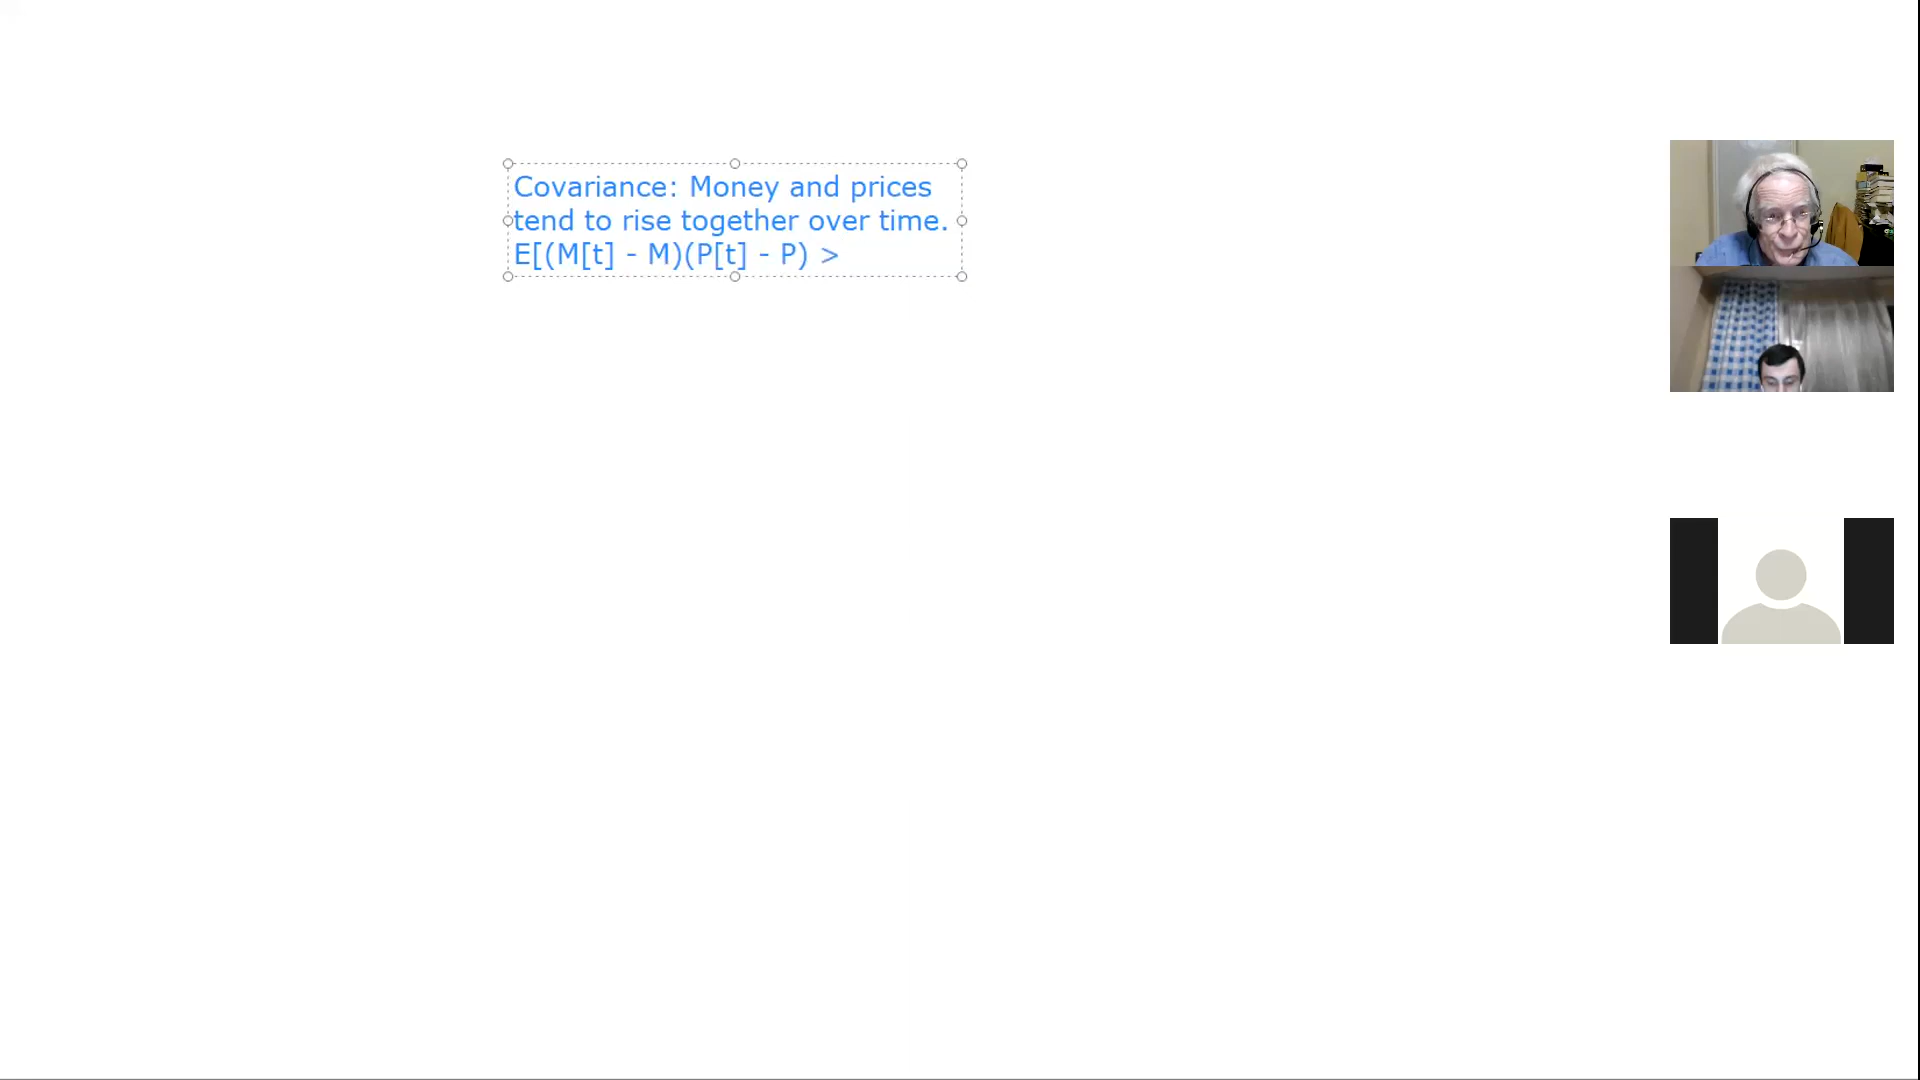 Covariance: Money and prices
tend to rise together over time.
E[(M[t] - M)(P[t] - P) >